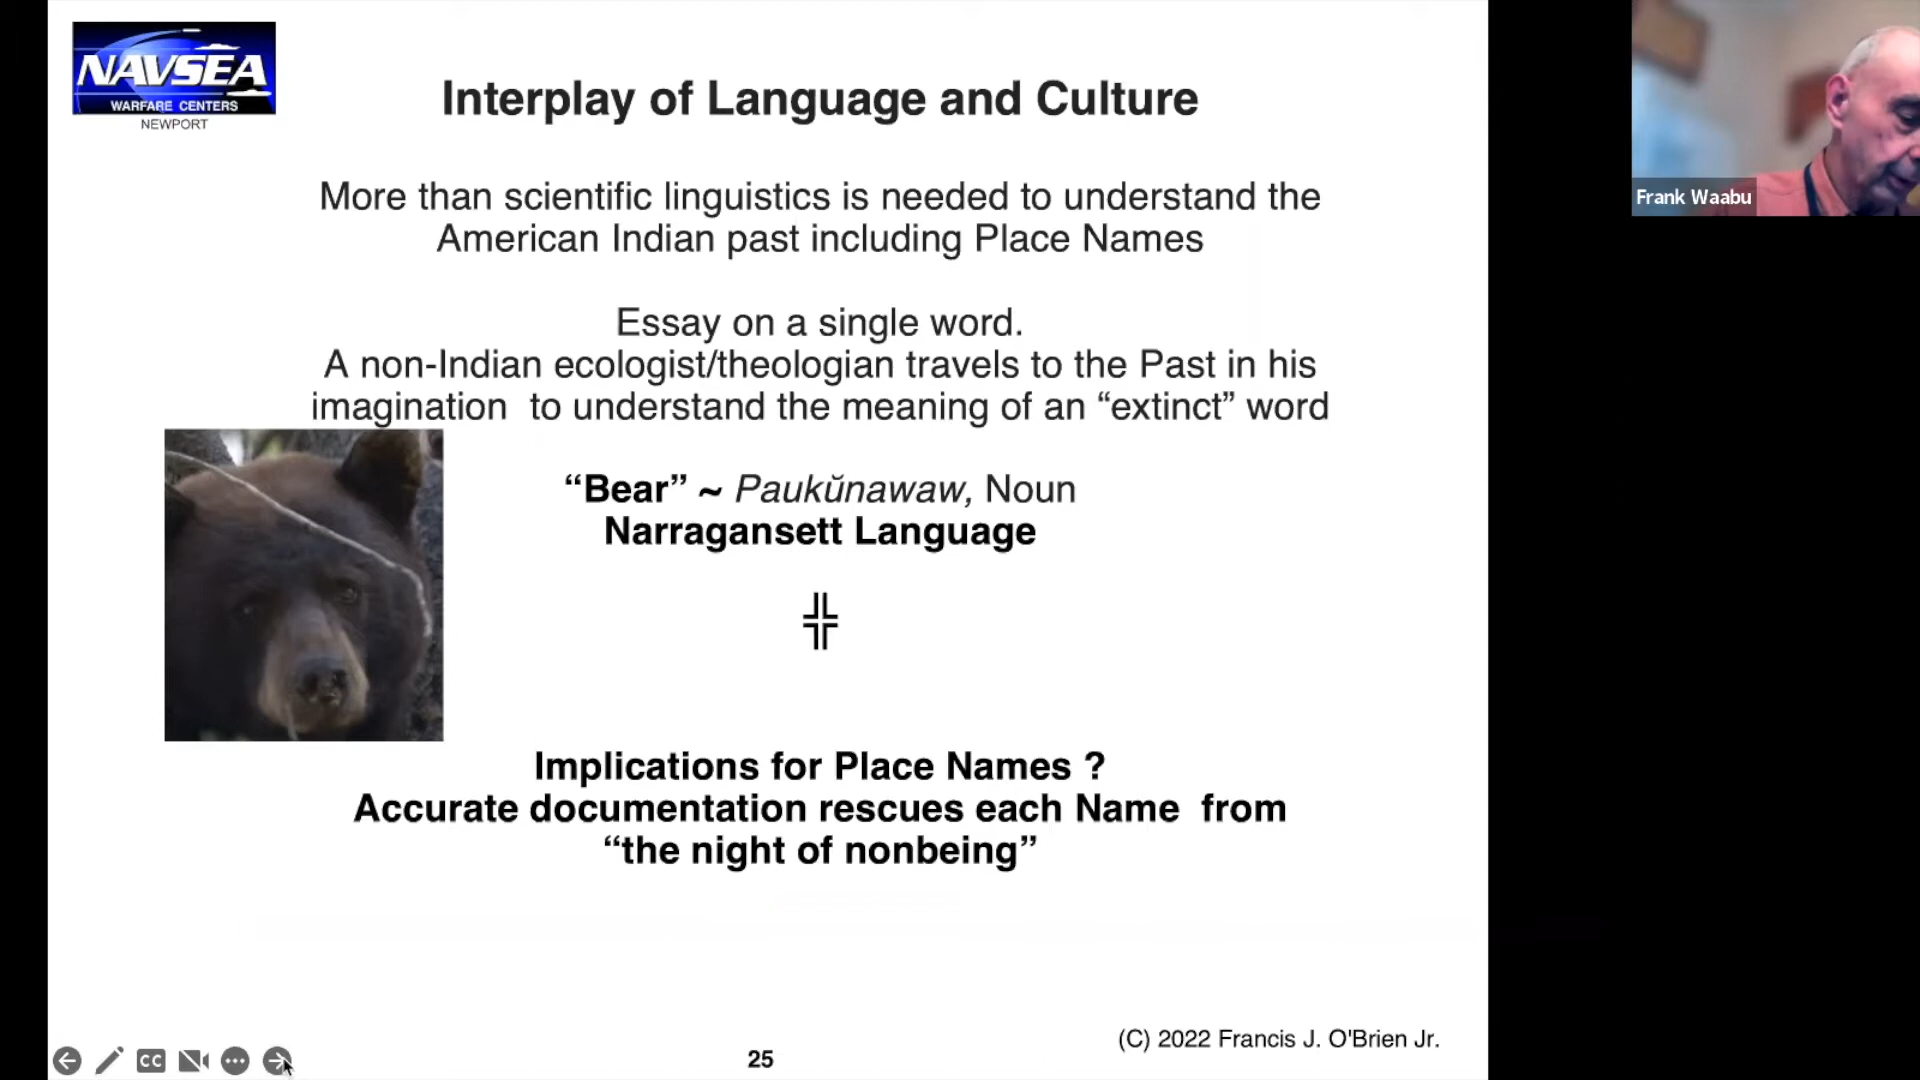 NAVSEA
WARFARE CENTERS
NEWPORT
Interplay of Language and Culture
More than scientific linguistics is needed to understand the
American Indian past including Place Names
Essay on a single word.
A non-Indian ecologist/theologian travels to the Past in his
imagination to understand the meaning of an “extinct” word
“Bear” ~ Paukŭnawaw, Noun
Narragansett Language
╬
Implications for Place Names ?
Accurate documentation rescues each Name from
“the night of nonbeing”
(C) 2022 Francis J. O'Brien Jr.
25
CC
Frank Waabu